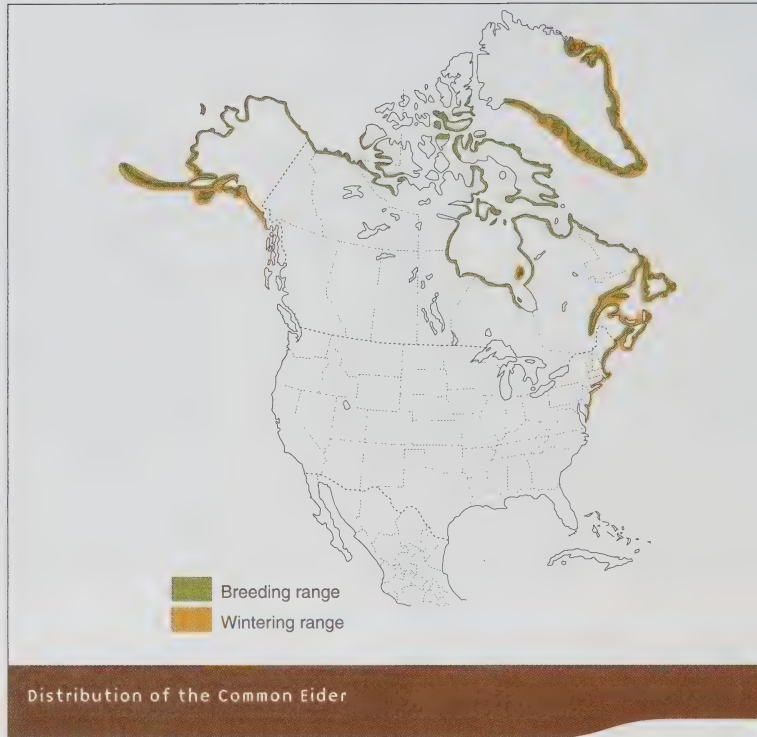 Breeding range
Wintering range
Distribution of the Common Eider